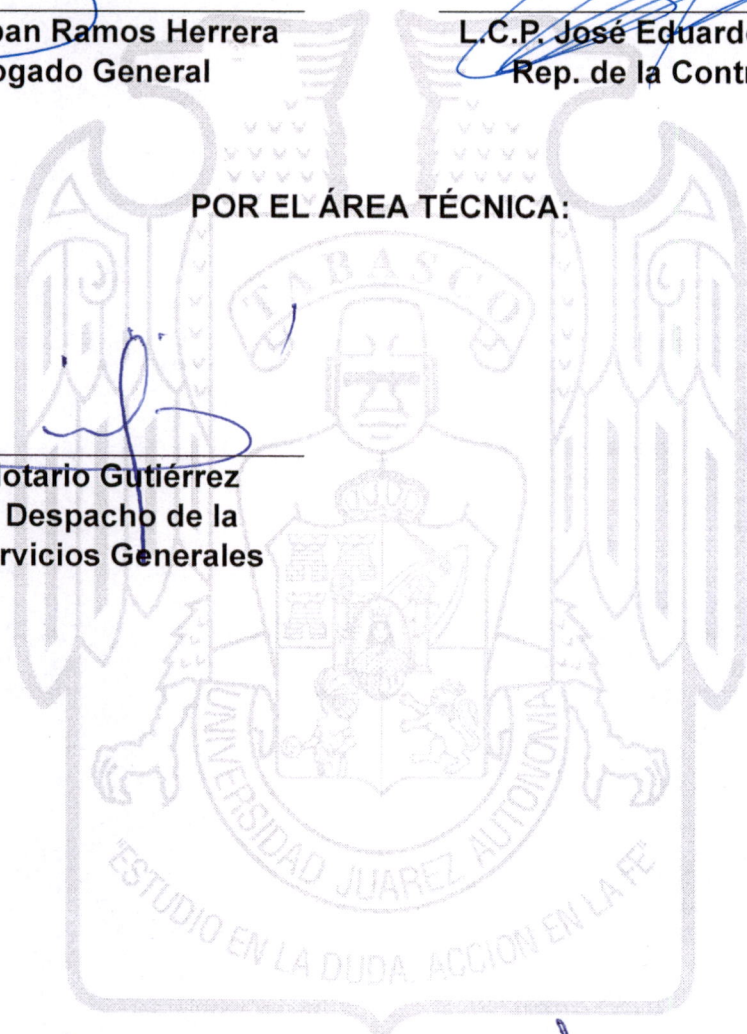 ban Ramos Herrera
ogado General
L.C.P. José Eduard
Rep. de la Contr
POR EL ÁREA TÉCNICA:
TABASCO
otario Gutiérrez
Despacho de la
rvicios Generales
UNIVERSIDAD JUAREZ AUTONOMA
"ESTUDIO EN LA DUDA. ACCION EN LA FE"